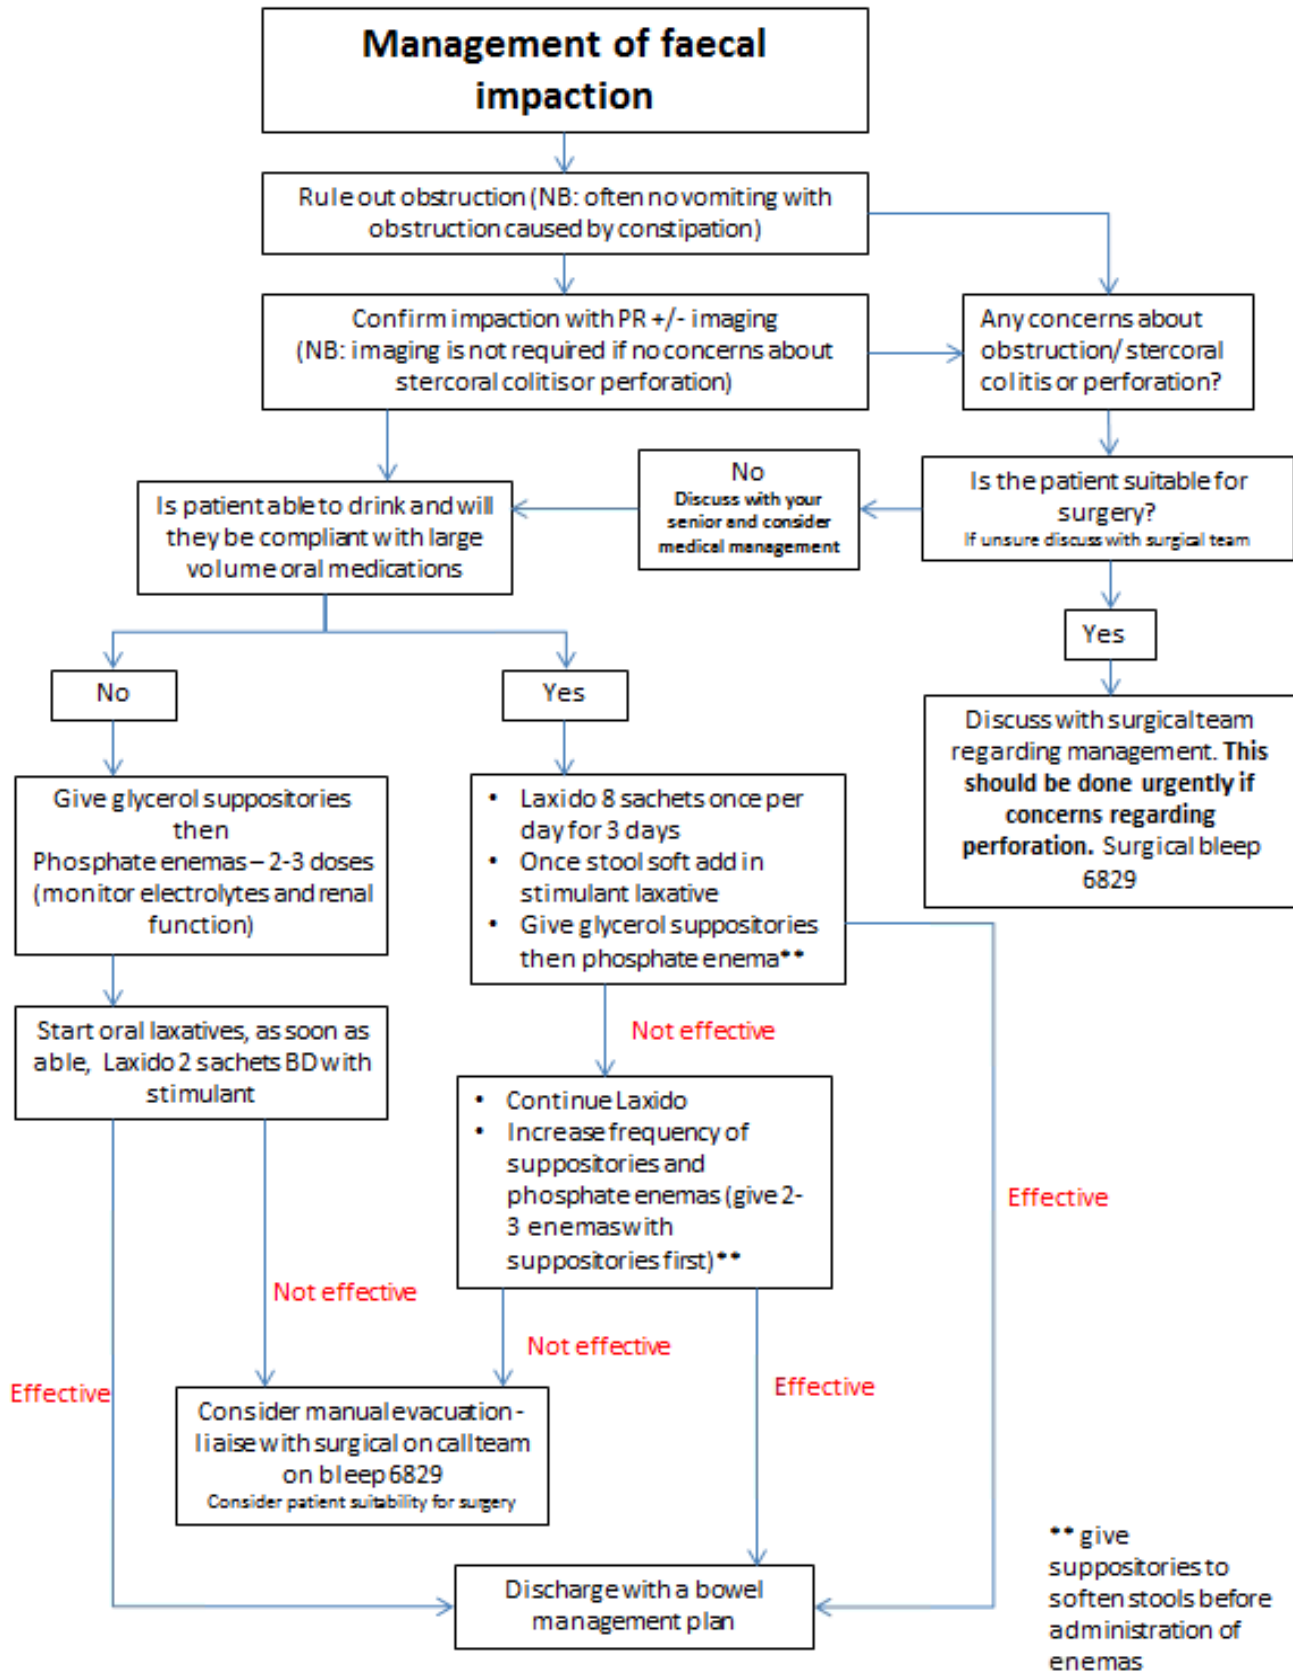 Management of faecal
impaction
Rule out obstruction (NB: often no vomiting with
obstruction caused by constipation)
Confirm impaction with PR +/- imaging
(NB: imaging is not required if no concerns about
stercoral colitis or perforation)
Any concerns about
obstruction/ stercoral
colitis or perforation?
Is patient able to drink and will
they be compliant with large
volume oral medications
No
Discuss with your
senior and consider
medical management
Is the patient suitable for
surgery?
If unsure discuss with surgical team
Yes
No
Yes
Discuss with surgical team
regarding management. This
should be done urgently if
concerns regarding
perforation. Surgical bleep
6829
Give glycerol suppositories
then
Phosphate enemas – 2-3 doses
(monitor electrolytes and renal
function)
• Laxido 8 sachets once per
day for 3 days
• Once stool soft add in
stimulant laxative
• Give glycerol suppositories
then phosphate enema**
Start oral laxatives, as soon as
able, Laxido 2 sachets BD with
stimulant
Not effective
• Continue Laxido
• Increase frequency of
suppositories and
phosphate enemas (give 2-
3 enemas with
suppositories first)**
Effective
Not effective
Not effective
Effective
Effective
Consider manual evacuation -
liaise with surgical on call team
on bleep 6829
Consider patient suitability for surgery
Discharge with a bowel
management plan
** give
suppositories to
soften stools before
administration of
enemas